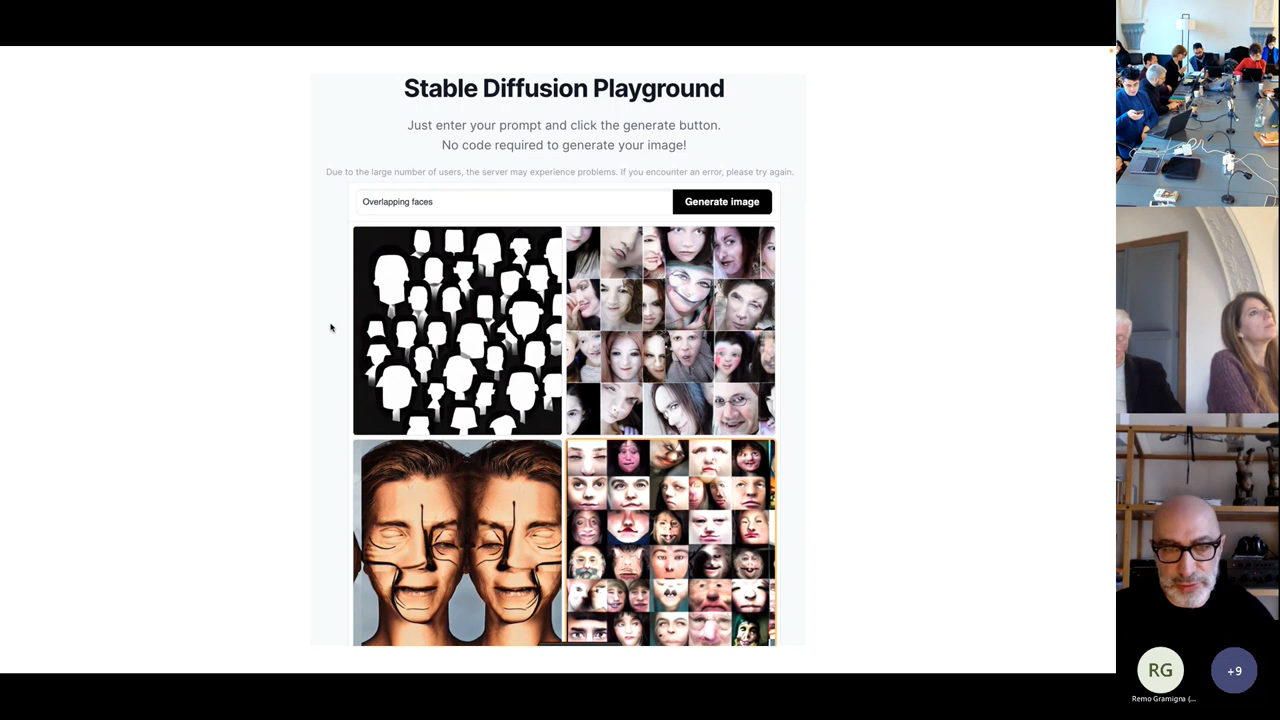 Stable Diffusion Playground
Just enter your prompt and click the generate button.
No code required to generate your image!
Due to the large number of users, the server may experience problems. If you encounter an error, please try again.
Overlapping faces
Generate image
RG
+9
Remo Gramigna (...